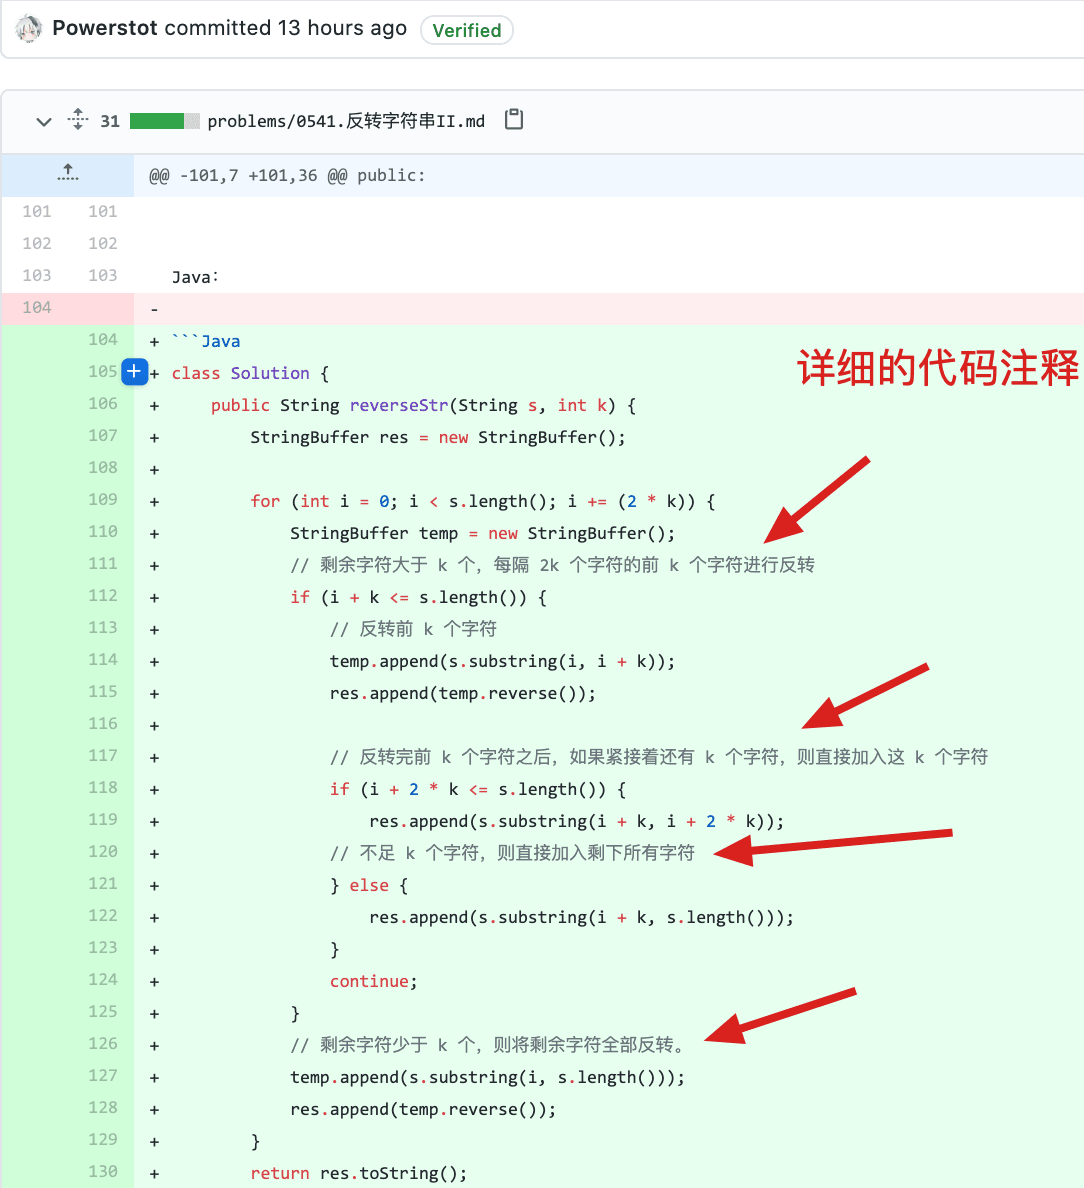 Powerstot committed 13 hours ago Verified
31 problems/0541.反转字符串II.md
@@ -101,7 +101,36 @@ public:
101 101
102 102
103 103 Java：
104 -
104 + ```Java
105 + class Solution {
详细的代码注释
106 + public String reverseStr(String s, int k) {
107 + StringBuffer res = new StringBuffer();
108 +
109 + for (int i = 0; i < s.length(); i += (2 * k)) {
110 + StringBuffer temp = new StringBuffer();
111 + // 剩余字符大于 k 个，每隔 2k 个字符的前 k 个字符进行反转
112 + if (i + k <= s.length()) {
113 + // 反转前 k 个字符
114 + temp.append(s.substring(i, i + k));
115 + res.append(temp.reverse());
116 +
117 + // 反转完前 k 个字符之后，如果紧接着还有 k 个字符，则直接加入这 k 个字符
118 + if (i + 2 * k <= s.length()) {
119 + res.append(s.substring(i + k, i + 2 * k));
120 + // 不足 k 个字符，则直接加入剩下所有字符
121 + } else {
122 + res.append(s.substring(i + k, s.length()));
123 + }
124 + continue;
125 + }
126 + // 剩余字符少于 k 个，则将剩余字符全部反转。
127 + temp.append(s.substring(i, s.length()));
128 + res.append(temp.reverse());
129 + }
130 + return res.toString();